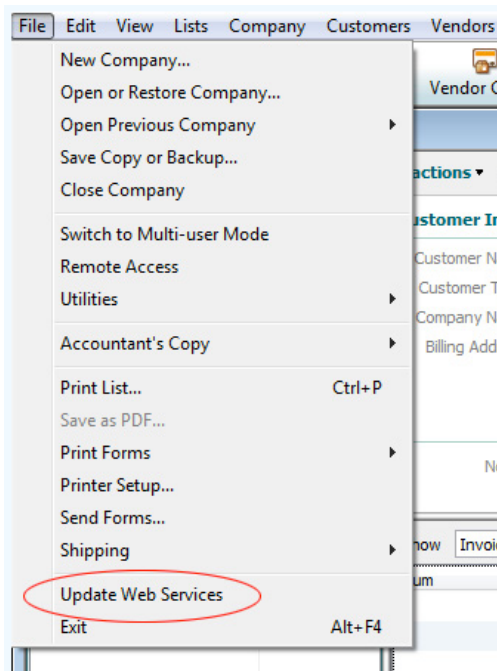 File Edit View Lists Company Customers Vendors
New Company...
Open or Restore Company...
Open Previous Company
Save Copy or Backup...
Close Company
Switch to Multi-user Mode
Remote Access
Utilities
Accountant's Copy
Print List... Ctrl+P
Save as PDF...
Print Forms
Printer Setup...
Send Forms...
Shipping
Update Web Services
Exit Alt+F4
Vendor
actions
ustomer
Customer
Customer
Company
Billing Add
how Invoi
um